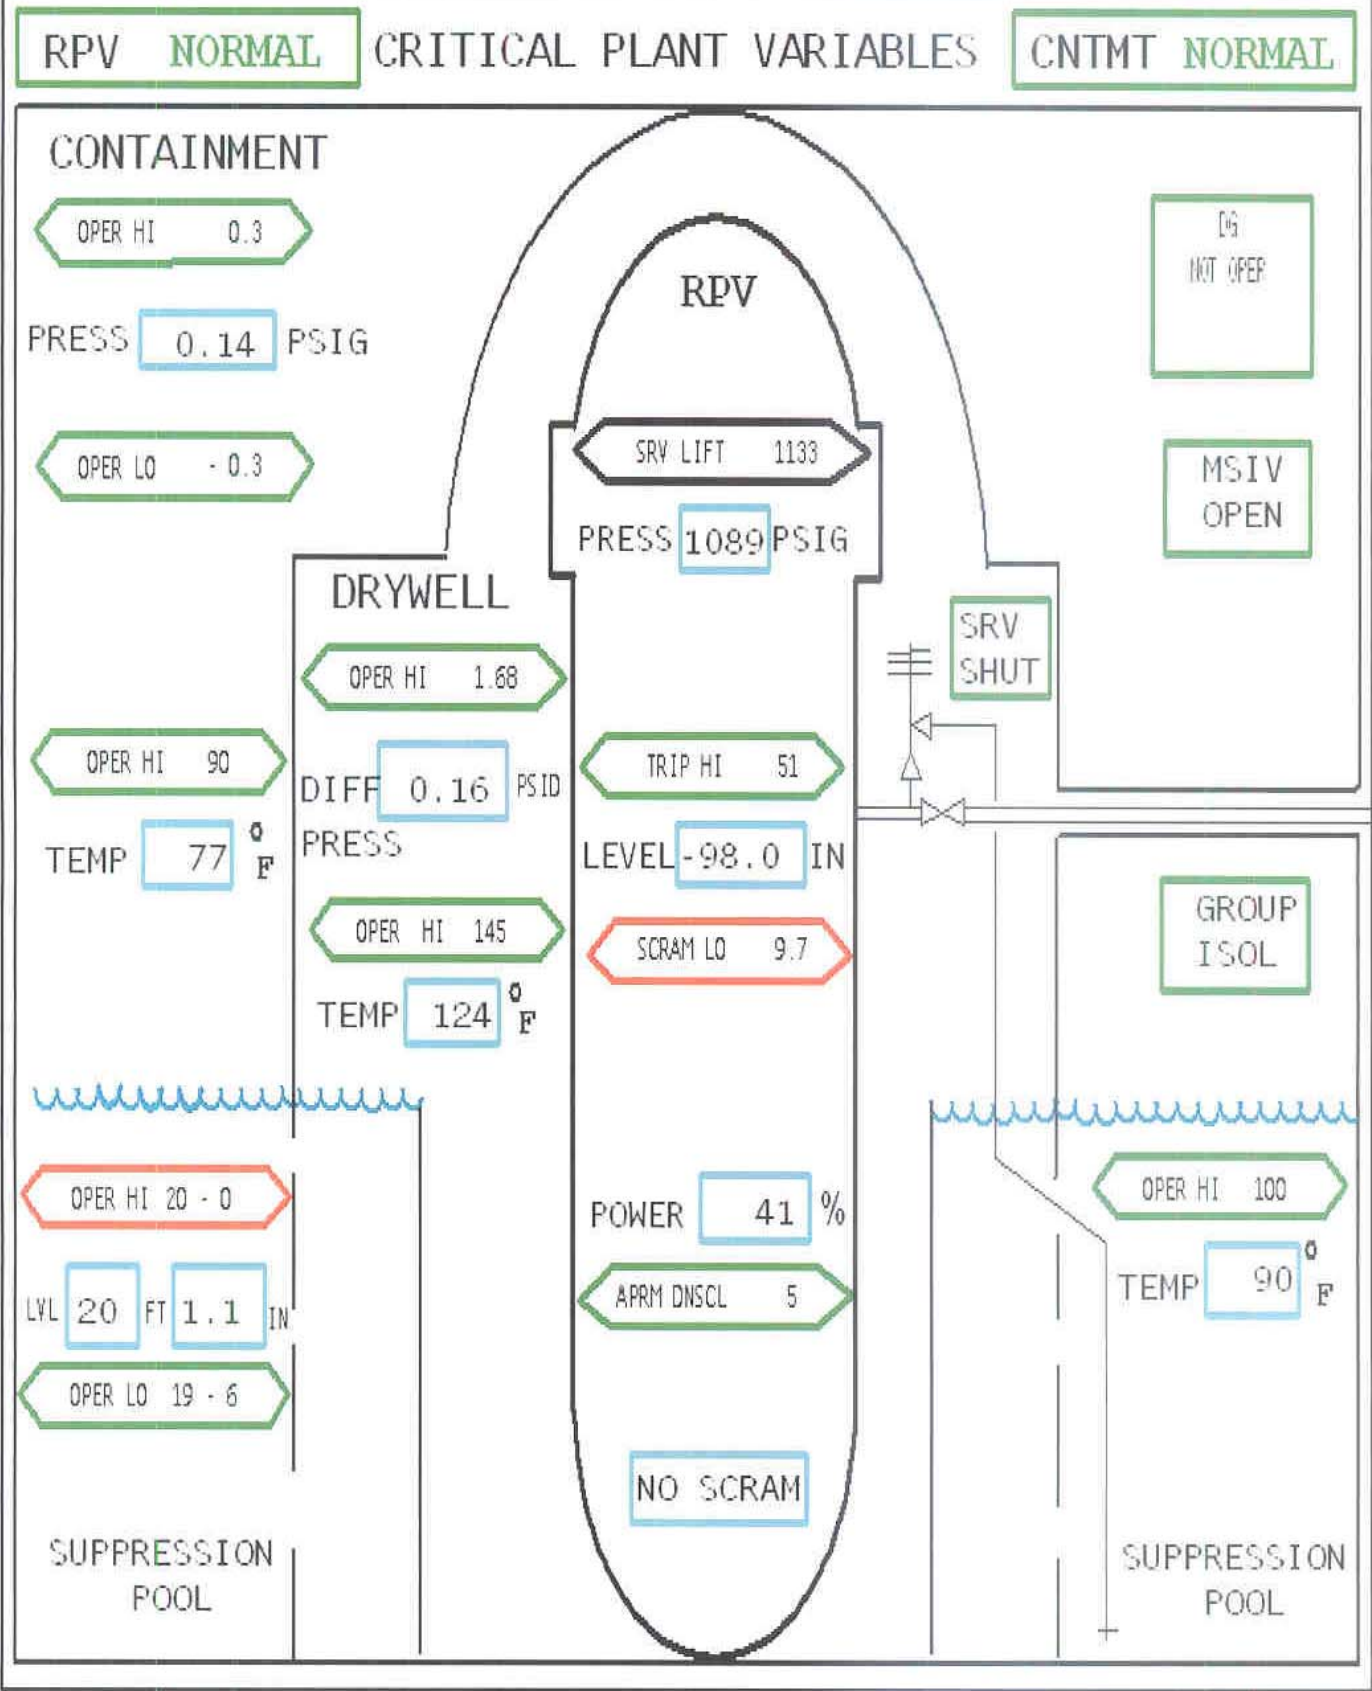 RPV NORMAL CRITICAL PLANT VARIABLES CNTMT NORMAL
CONTAINMENT
OPER HI 0.3
PRESS 0.14 PSIG
OPER LO - 0.3
OPER HI 90
TEMP 77 °F
DRYWELL
OPER HI 1.68
DIFF 0.16 PSID
PRESS
OPER HI 145
TEMP 124 °F
RPV
SRV LIFT 1133
PRESS 1089 PSIG
TRIP HI 51
LEVEL -98.0 IN
SCRAM LO 9.7
POWER 41 %
APRM DNSCL 5
NO SCRAM
DG
NOT OPER
MSIV
OPEN
SRV
SHUT
GROUP
ISOL
OPER HI 20 - 0
LVL 20 FT 1.1 IN
OPER LO 19 - 6
SUPPRESSION
POOL
OPER HI 100
TEMP 90 °F
SUPPRESSION
POOL